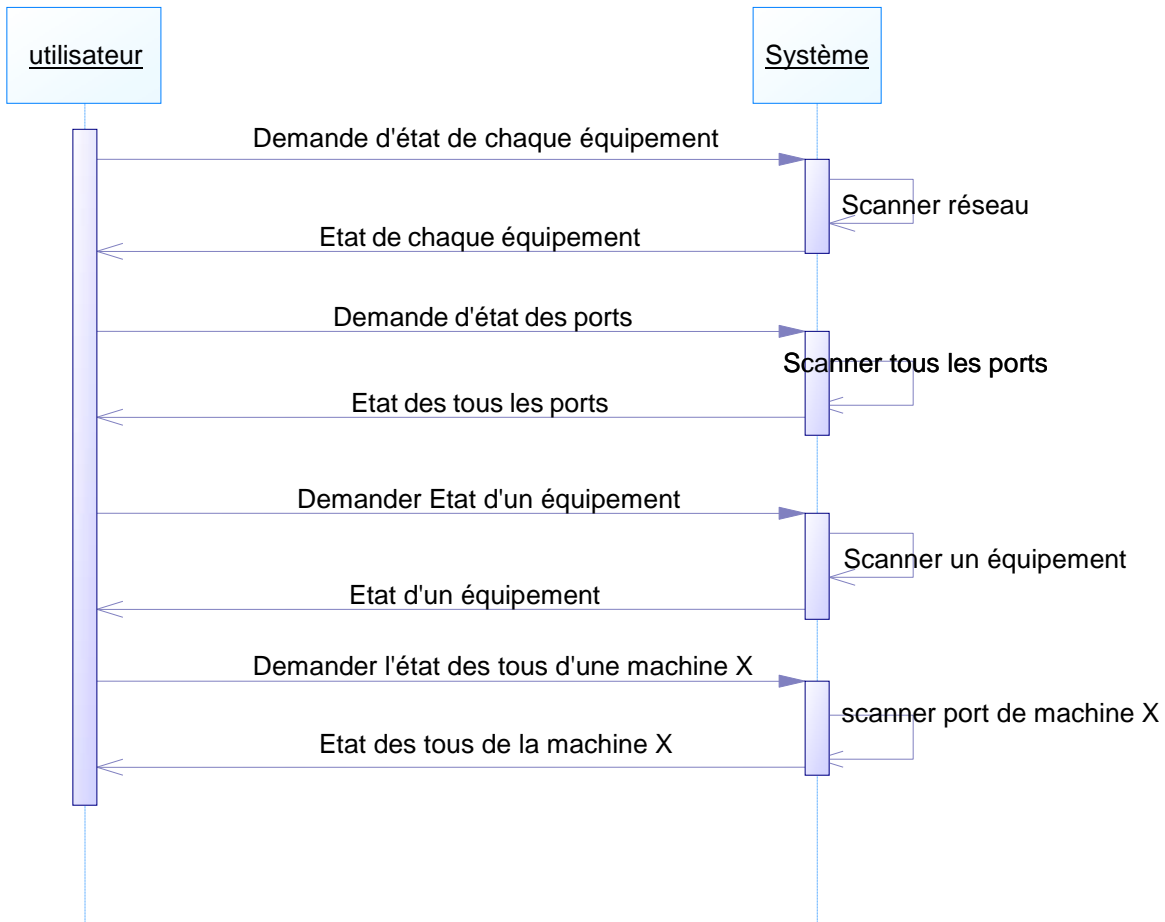 utilisateur
Système
Demande d'état de chaque équipement
Scanner réseau
Etat de chaque équipement
Demande d'état des ports
Scanner tous les ports
Etat des tous les ports
Demander Etat d'un équipement
Scanner un équipement
Etat d'un équipement
Demander l'état des tous d'une machine X
scanner port de machine X
Etat des tous de la machine X